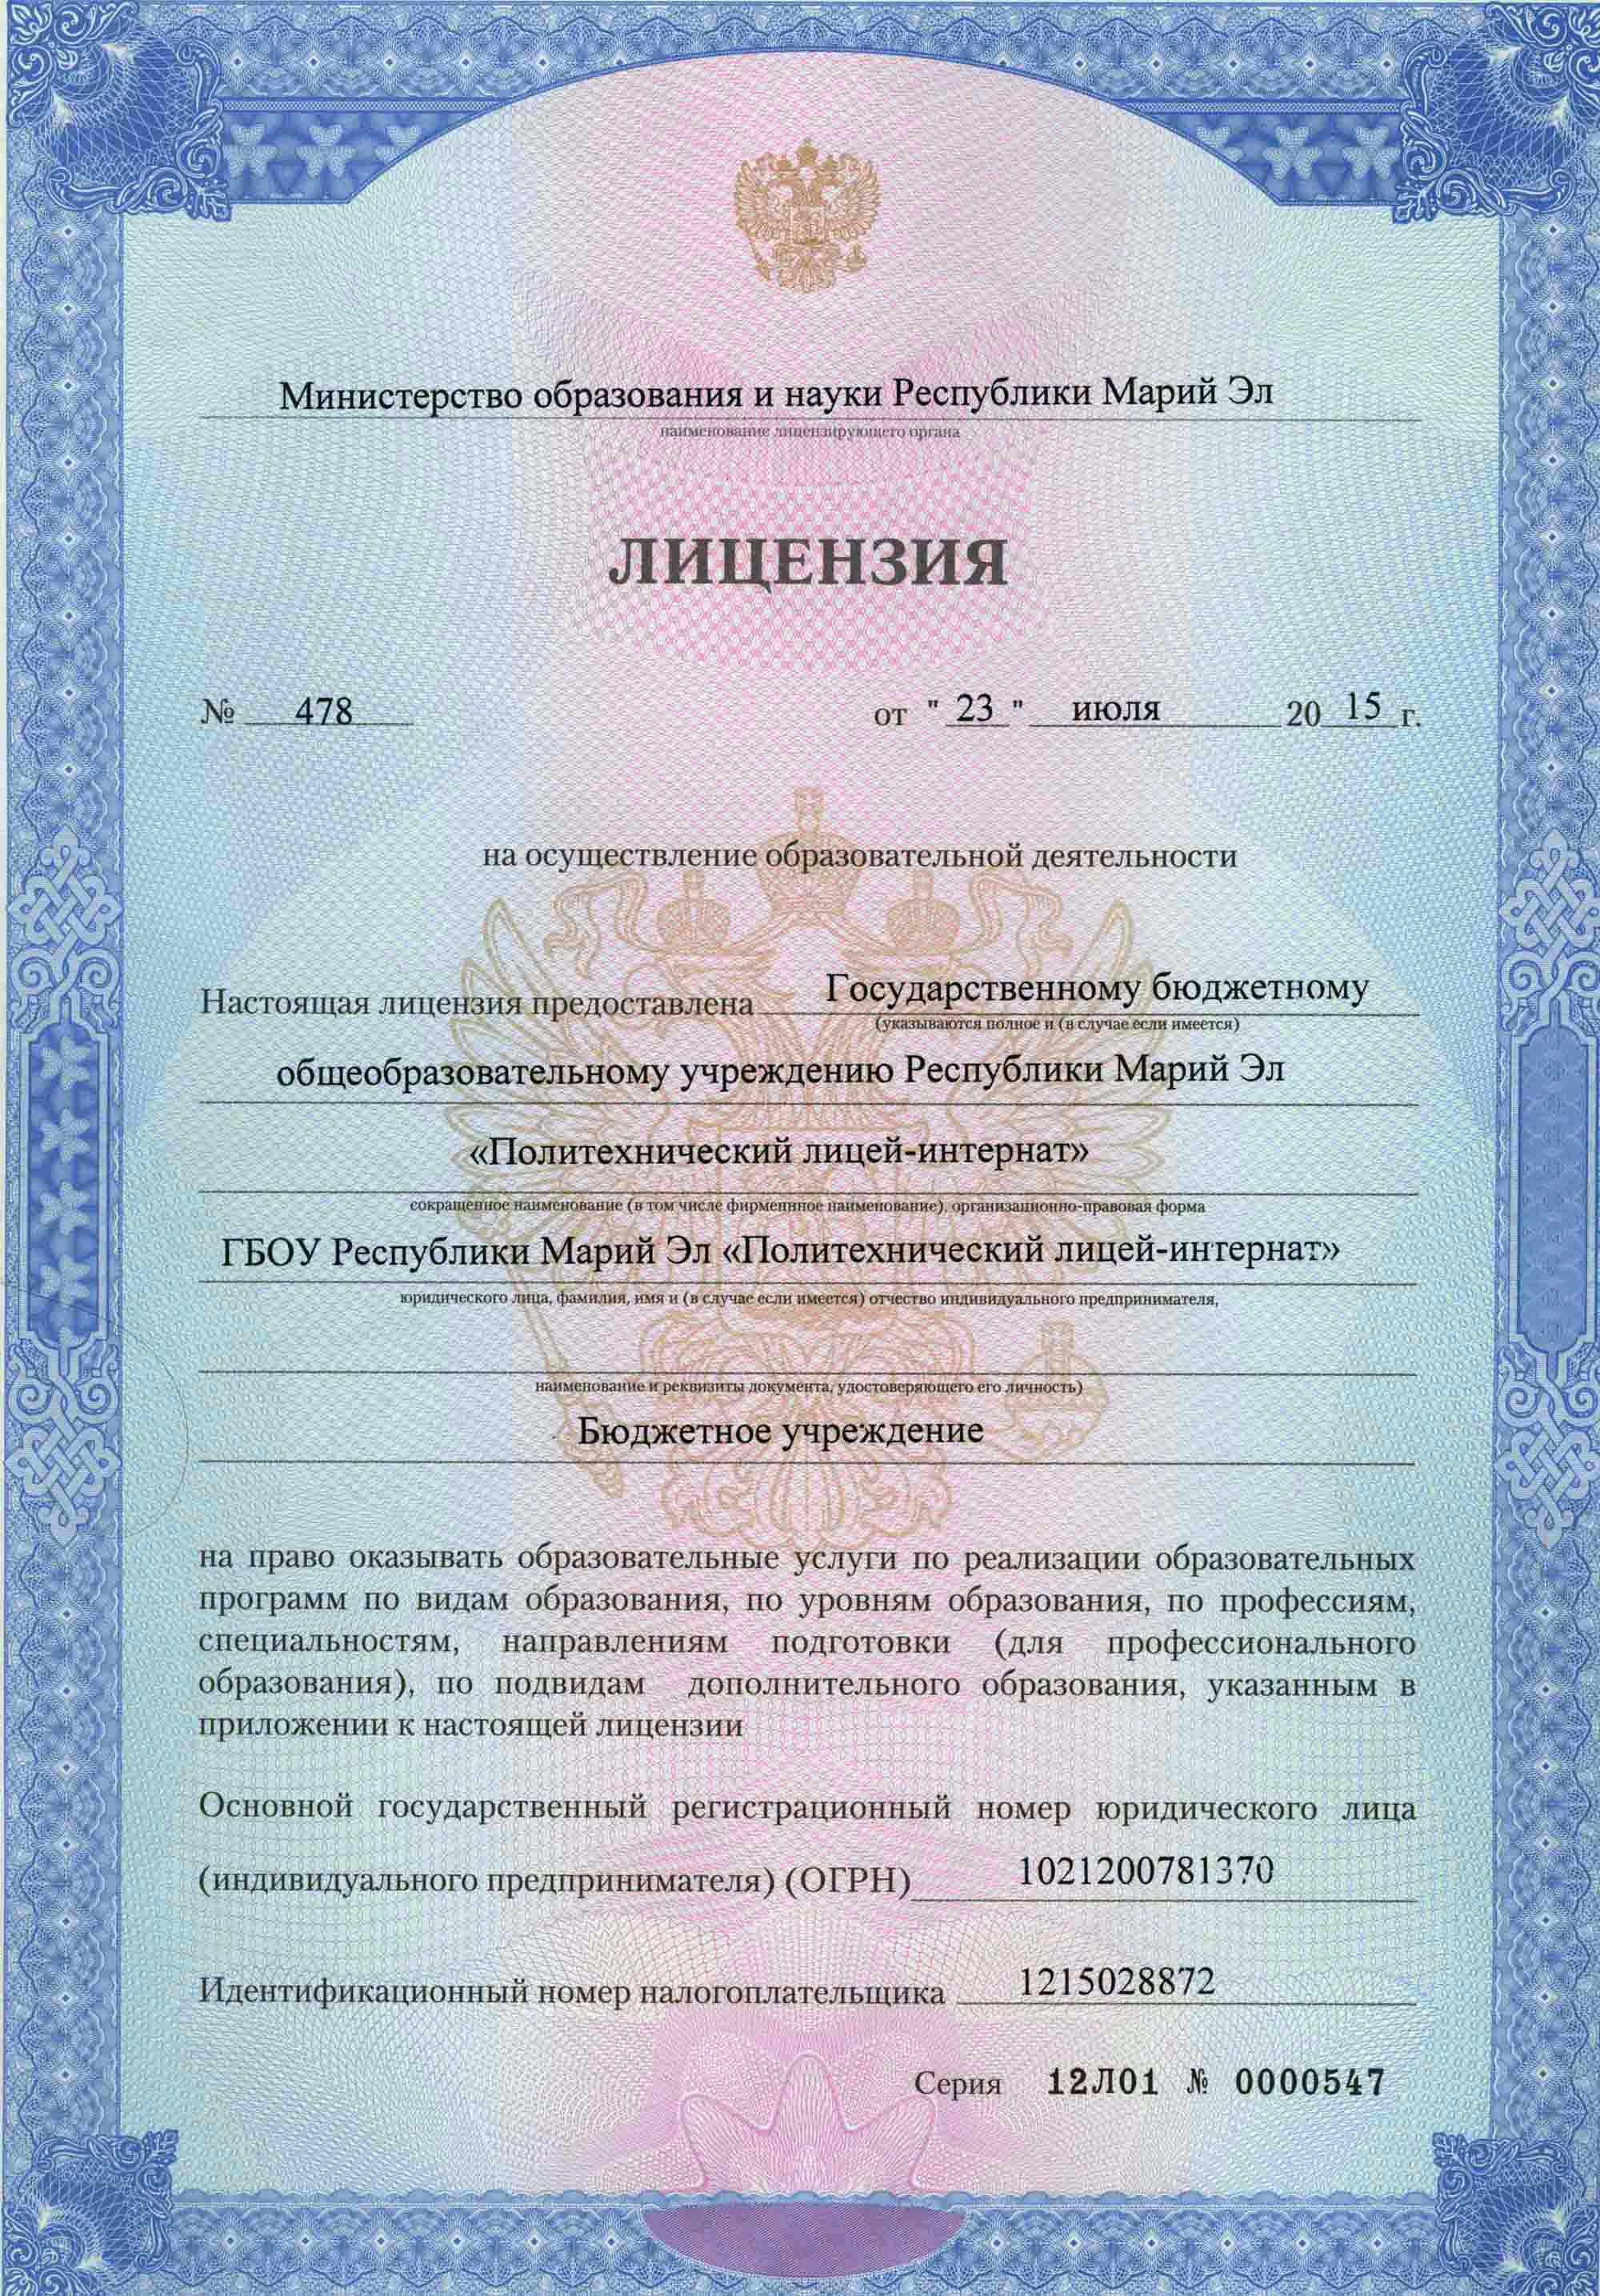 Министерство образования и науки Республики Марий Эл
наименование лицензирующего органа
ЛИЦЕНЗИЯ
№ 478 от "23" июля 2015 г.
на осуществление образовательной деятельности
Настоящая лицензия предоставлена Государственному бюджетному
(указываются полное и (в случае если имеется)
общеобразовательному учреждению Республики Марий Эл
«Политехнический лицей-интернат»
сокращенное наименование (в том числе фирменнное наименование), организационно-правовая форма
ГБОУ Республики Марий Эл «Политехнический лицей-интернат»
юридического лица, фамилия, имя и (в случае если имеется) отчество индивидуального предпринимателя,
наименование и реквизиты документа, удостоверяющего его личность)
Бюджетное учреждение
на право оказывать образовательные услуги по реализации образовательных
программ по видам образования, по уровням образования, по профессиям,
специальностям, направлениям подготовки (для профессионального
образования), по подвидам дополнительного образования, указанным в
приложении к настоящей лицензии
Основной государственный регистрационный номер юридического лица
(индивидуального предпринимателя) (ОГРН) 1021200781370
Идентификационный номер налогоплательщика 1215028872
Серия 12Л01 № 0000547